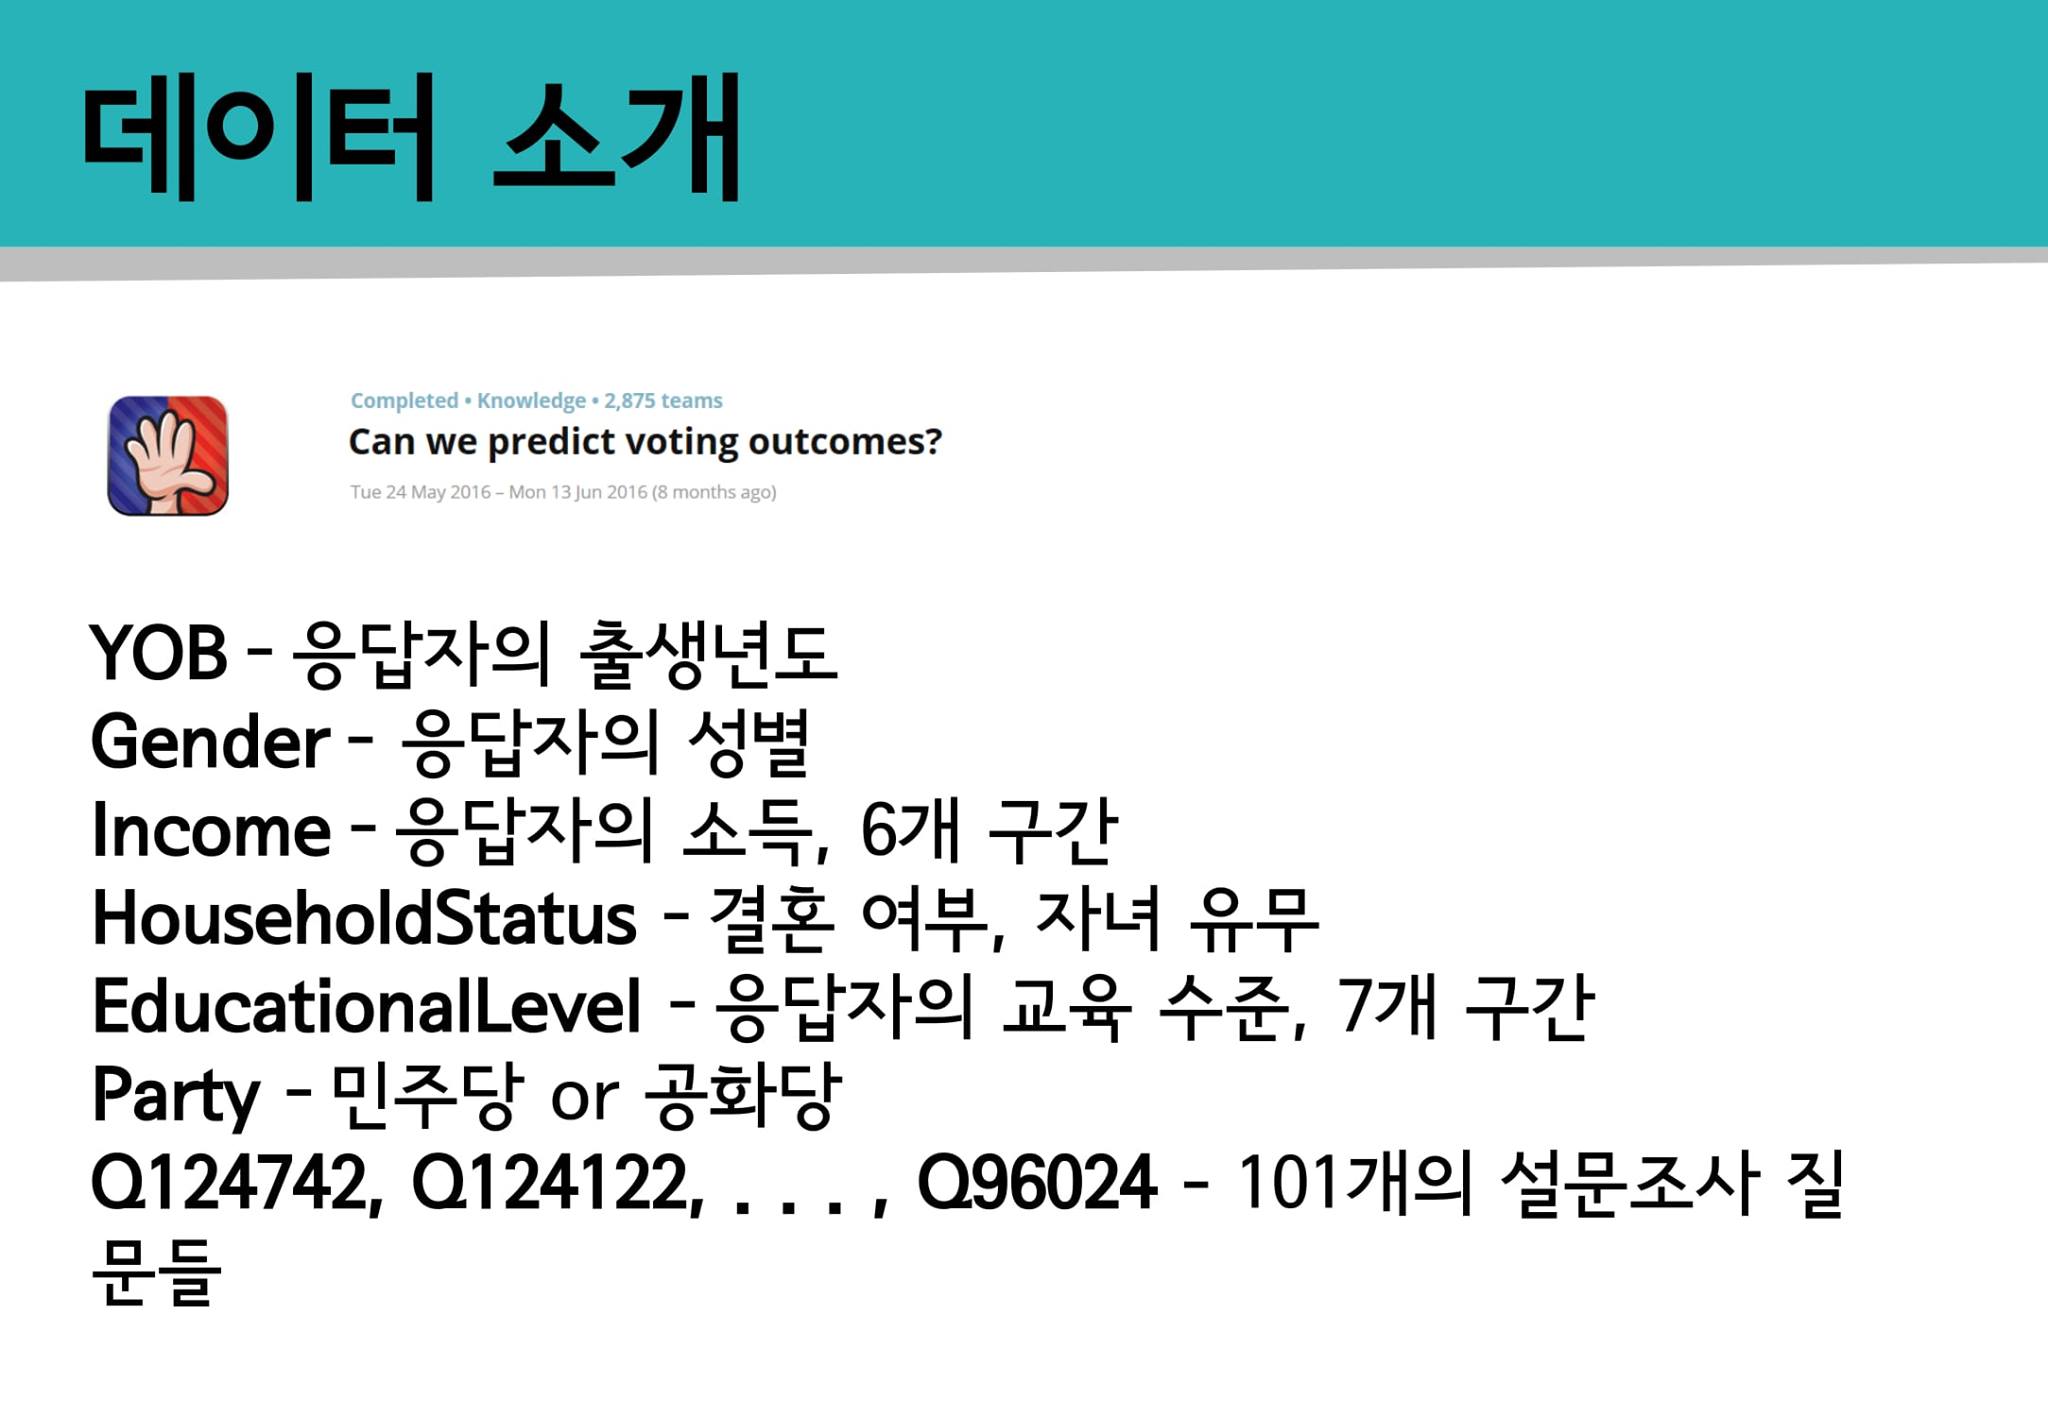 데이터 소개
Completed • Knowledge • 2,875 teams
Can we predict voting outcomes?
Tue 24 May 2016 – Mon 13 Jun 2016 (8 months ago)
YOB - 응답자의 출생년도
Gender - 응답자의 성별
Income - 응답자의 소득, 6개 구간
HouseholdStatus - 결혼 여부, 자녀 유무
EducationalLevel - 응답자의 교육 수준, 7개 구간
Party - 민주당 or 공화당
Q124742, Q124122, . . . , Q96024 - 101개의 설문조사 질
문들